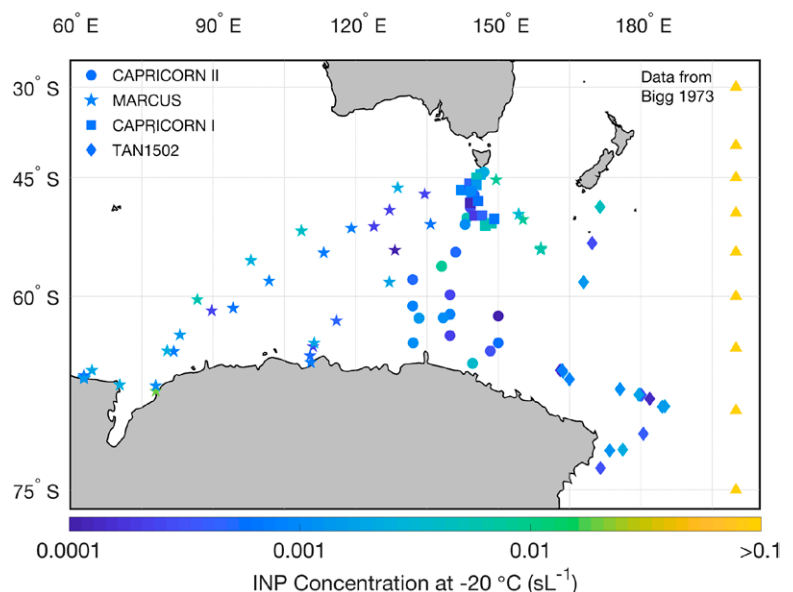 60° E 90° E 120° E 150° E 180° E
30° S
45° S
60° S
75° S
CAPRICORN II
MARCUS
CAPRICORN I
TAN1502
Data from
Bigg 1973
0.0001 0.001 0.01 >0.1
INP Concentration at -20 °C (sL⁻¹)